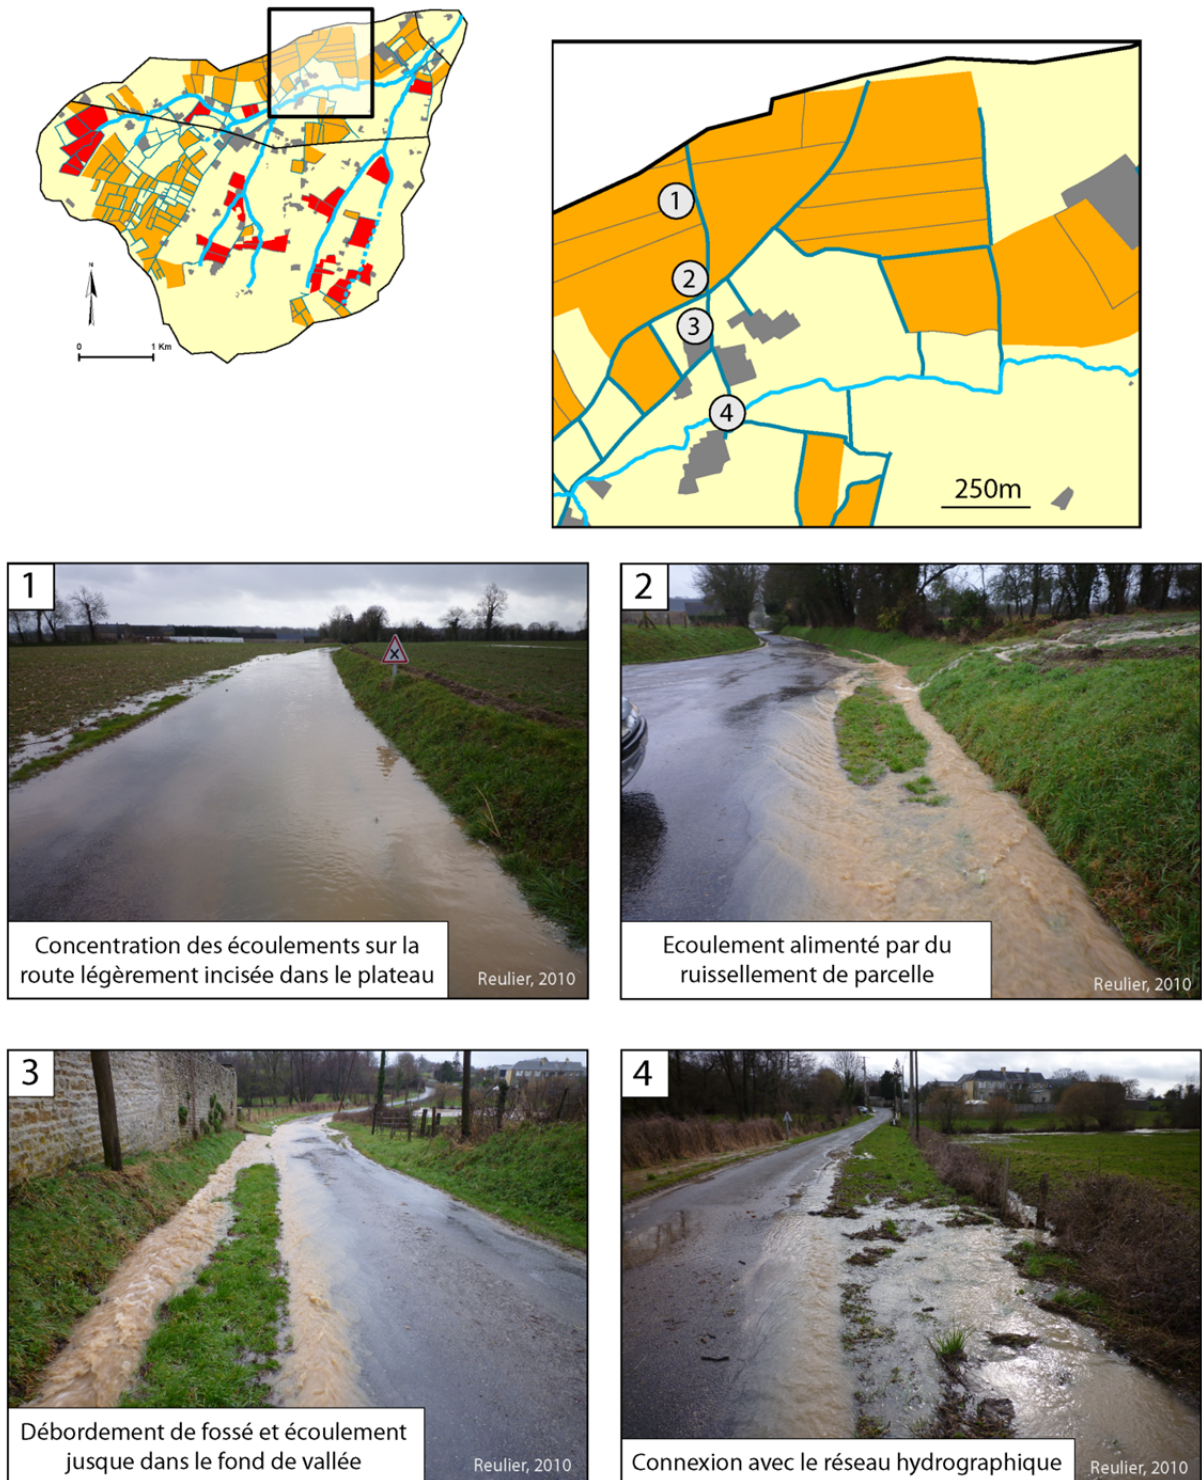 N
0 1 Km
1
2
3
4
250m
1
Concentration des écoulements sur la
route légèrement incisée dans le plateau
Reulier, 2010
2
Ecoulement alimenté par du
ruissellement de parcelle
Reulier, 2010
3
Débordement de fossé et écoulement
jusque dans le fond de vallée
Reulier, 2010
4
Connexion avec le réseau hydrographique
Reulier, 2010